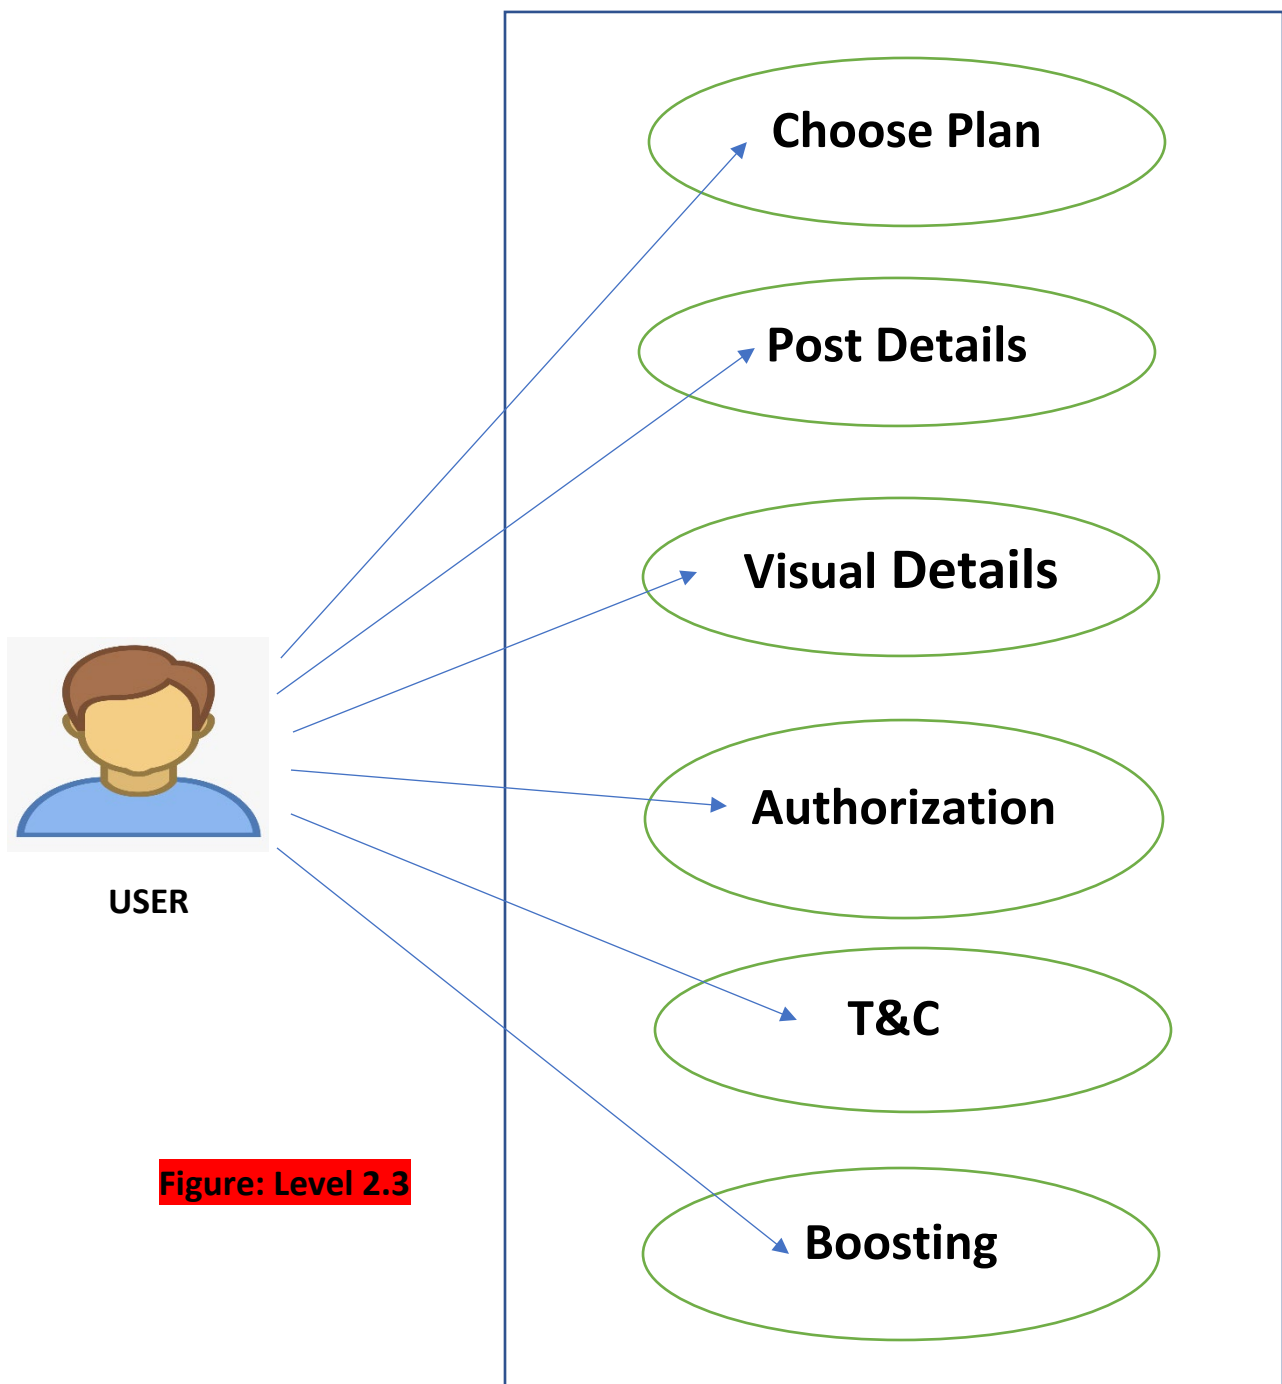 Choose Plan
Post Details
Visual Details
Authorization
USER
T&C
Figure: Level 2.3
Boosting